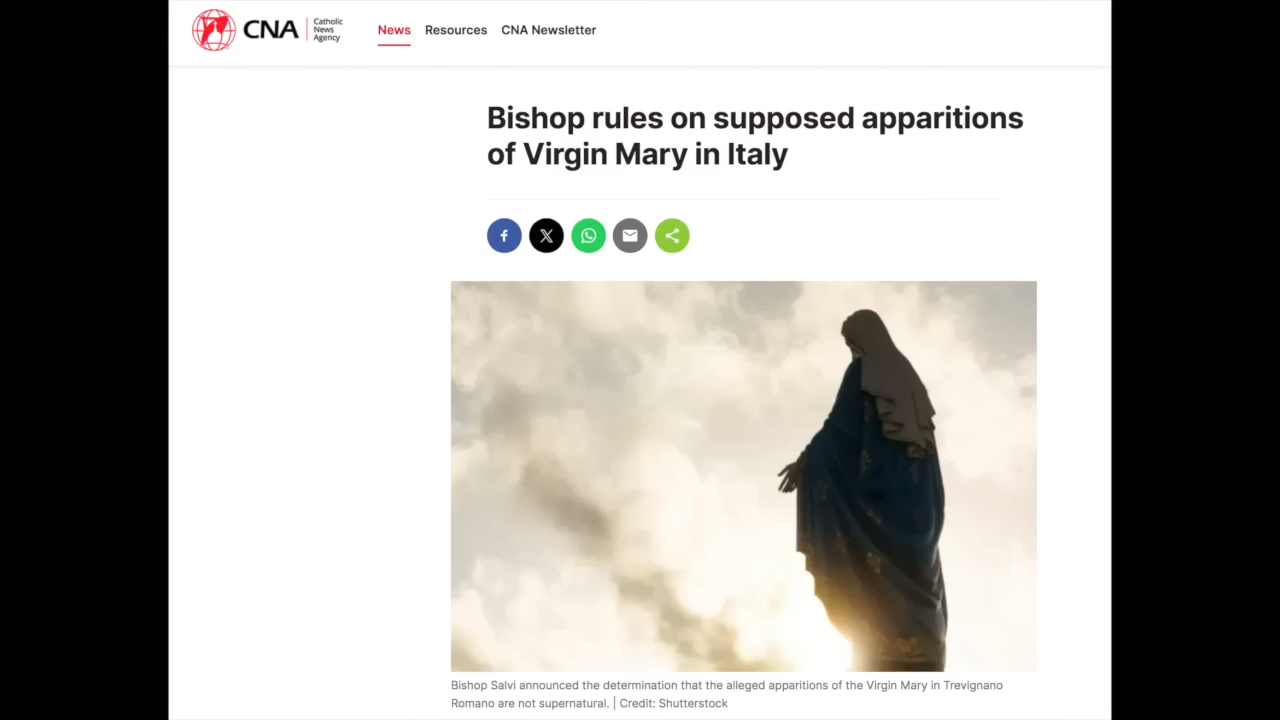 CNA
Catholic
News
Agency
News
Resources
CNA Newsletter
Bishop rules on supposed apparitions
of Virgin Mary in Italy
Bishop Salvi announced the determination that the alleged apparitions of the Virgin Mary in Trevignano
Romano are not supernatural. | Credit: Shutterstock